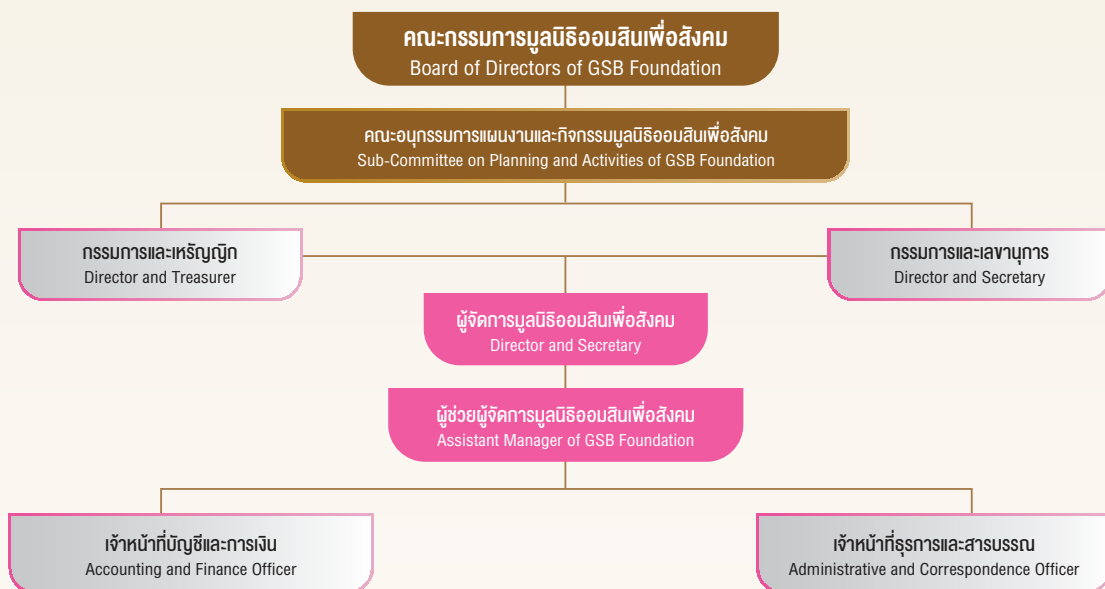 คณะกรรมการมูลนิธิออมสินเพื่อสังคม
Board of Directors of GSB Foundation
คณะอนุกรรมการแผนงานและกิจกรรมมูลนิธิออมสินเพื่อสังคม
Sub-Committee on Planning and Activities of GSB Foundation
กรรมการและเหรัญญิก
Director and Treasurer
กรรมการและเลขานุการ
Director and Secretary
ผู้จัดการมูลนิธิออมสินเพื่อสังคม
Director and Secretary
ผู้ช่วยผู้จัดการมูลนิธิออมสินเพื่อสังคม
Assistant Manager of GSB Foundation
เจ้าหน้าที่บัญชีและการเงิน
Accounting and Finance Officer
เจ้าหน้าที่ธุรการและสารบรรณ
Administrative and Correspondence Officer